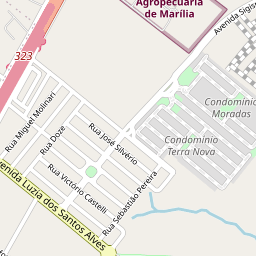 Agropecuária
de Marília
Avenida Sigis
323
Rua Miguel Molinari
Condomínio
Moradas
Rua José Silvério
Rua Doze
Condomínio
Terra Nova
Avenida Luzia dos Santos Alves
Rua Victório Castelli
Rua Sebastião Pereira